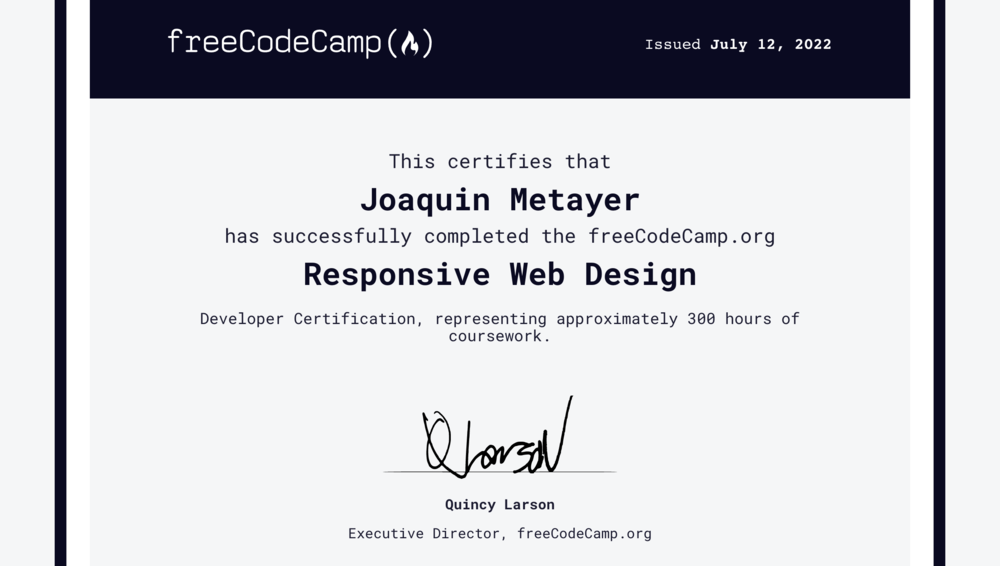 freeCodeCamp(🔥)
Issued July 12, 2022
This certifies that
Joaquin Metayer
has successfully completed the freeCodeCamp.org
Responsive Web Design
Developer Certification, representing approximately 300 hours of
coursework.
Q Larson
Quincy Larson
Executive Director, freeCodeCamp.org